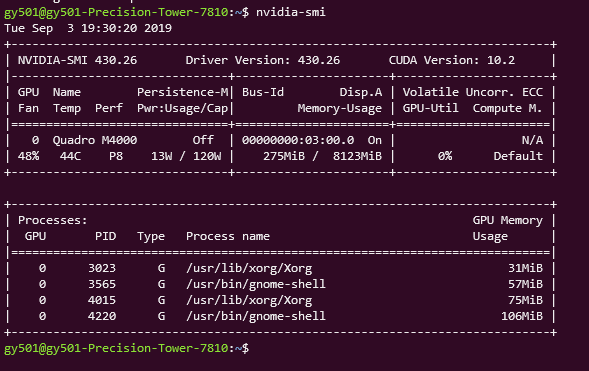 gy501@gy501-Precision-Tower-7810:~$ nvidia-smi
Tue Sep  3 19:30:20 2019
+-----------------------------------------------------------------------------+
| NVIDIA-SMI 430.26       Driver Version: 430.26       CUDA Version: 10.2     |
|-------------------------------+----------------------+----------------------+
| GPU  Name        Persistence-M| Bus-Id        Disp.A | Volatile Uncorr. ECC |
| Fan  Temp  Perf  Pwr:Usage/Cap|         Memory-Usage | GPU-Util  Compute M. |
|===============================+======================+======================|
|   0  Quadro M4000        Off  | 00000000:03:00.0  On |                  N/A |
| 48%   44C    P8    13W / 120W |    275MiB /  8123MiB |      0%      Default |
+-------------------------------+----------------------+----------------------+

+-----------------------------------------------------------------------------+
| Processes:                                                       GPU Memory |
|  GPU       PID   Type   Process name                             Usage      |
|=============================================================================|
|    0      3023      G   /usr/lib/xorg/Xorg                            31MiB |
|    0      3565      G   /usr/bin/gnome-shell                          57MiB |
|    0      4015      G   /usr/lib/xorg/Xorg                            75MiB |
|    0      4220      G   /usr/bin/gnome-shell                         106MiB |
+-----------------------------------------------------------------------------+
gy501@gy501-Precision-Tower-7810:~$